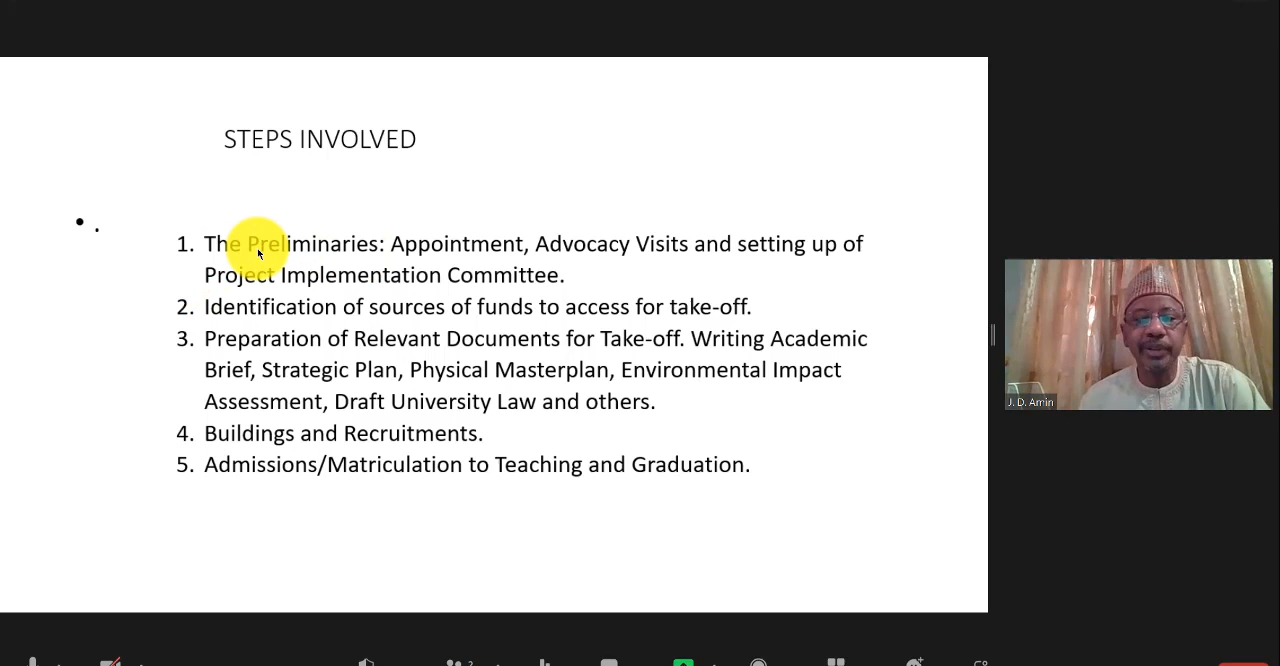 STEPS INVOLVED
• .
1. The Preliminaries: Appointment, Advocacy Visits and setting up of
Project Implementation Committee.
2. Identification of sources of funds to access for take-off.
3. Preparation of Relevant Documents for Take-off. Writing Academic
Brief, Strategic Plan, Physical Masterplan, Environmental Impact
Assessment, Draft University Law and others.
4. Buildings and Recruitments.
5. Admissions/Matriculation to Teaching and Graduation.
J. D. Amin